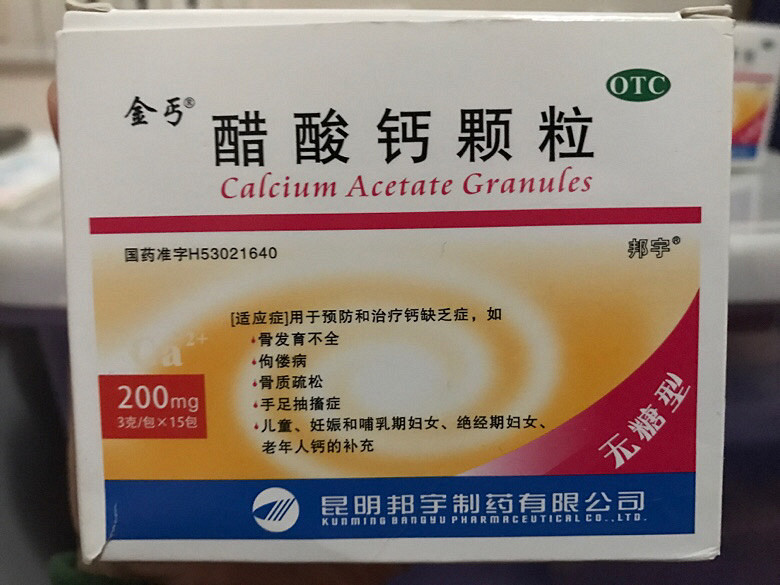 金丐®
OTC
醋酸钙颗粒
Calcium Acetate Granules
国药准字H53021640
邦宇®
[适应症]用于预防和治疗钙缺乏症，如
骨发育不全
佝偻病
骨质疏松
手足抽搐症
儿童、妊娠和哺乳期妇女、绝经期妇女、
老年人钙的补充
Ca2+
200mg
3克/包×15包
无糖型
昆明邦宇制药有限公司
KUNMING BANGYU PHARMACEUTICAL CO.,LTD.